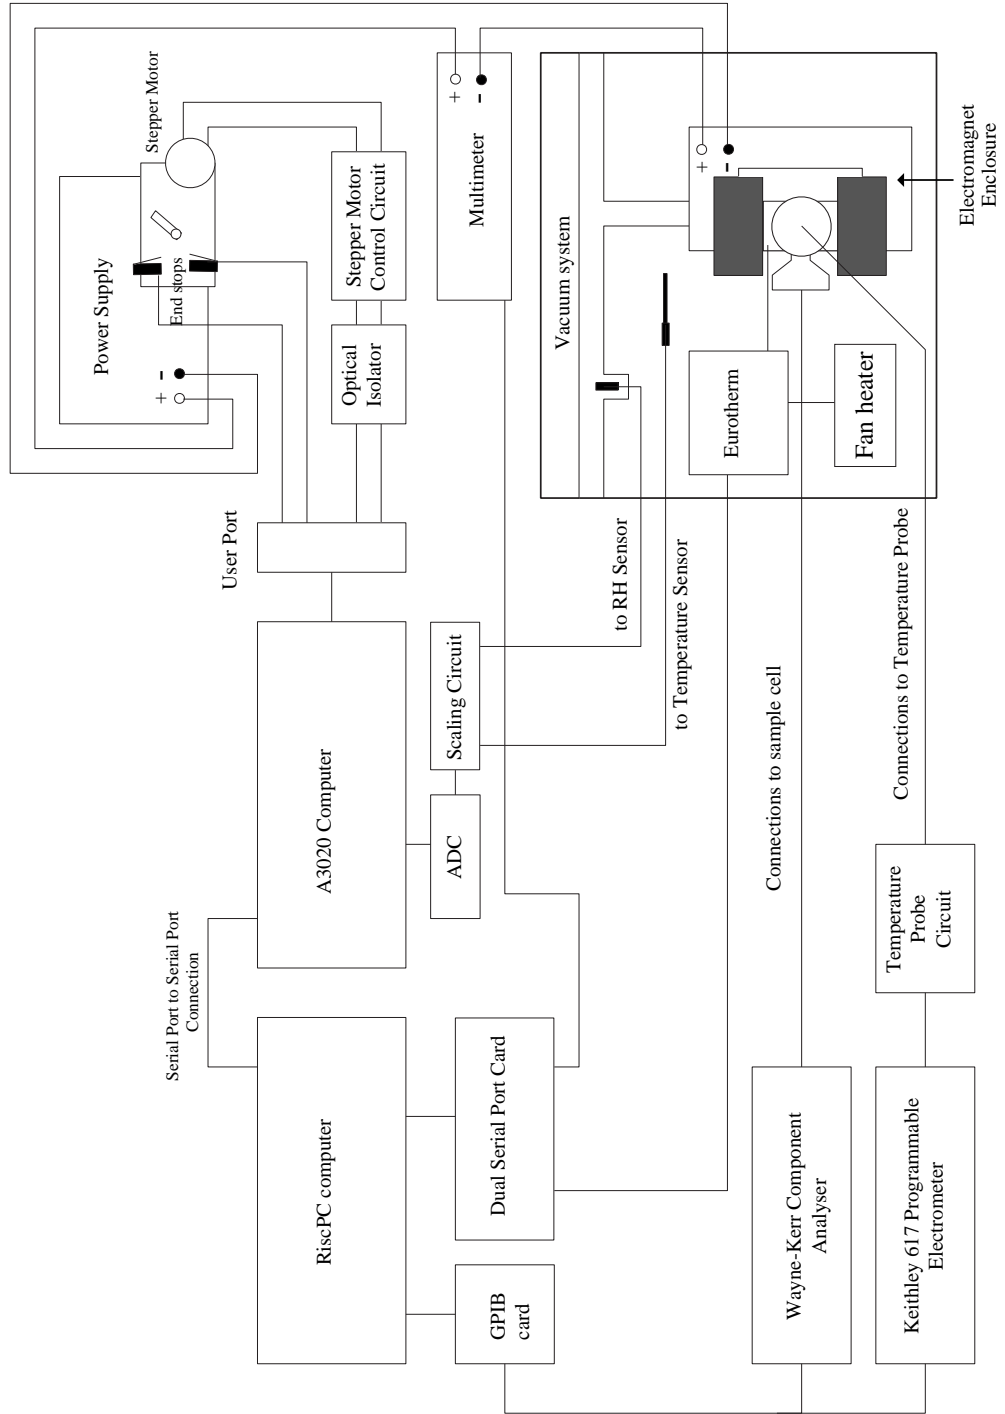 Serial Port to Serial Port
Connection
RiscPC computer
A3020 Computer
User Port
Power Supply
Stepper Motor
End stops
+
-
GPIB
card
Dual Serial Port Card
ADC
Scaling Circuit
Optical
Isolator
Stepper Motor
Control Circuit
Multimeter
+
-
to RH Sensor
to Temperature Sensor
Vacuum system
Eurotherm
Fan heater
+
-
Electromagnet
Enclosure
Wayne-Kerr Component
Analyser
Connections to sample cell
Keithley 617 Programmable
Electrometer
Temperature
Probe
Circuit
Connections to Temperature Probe